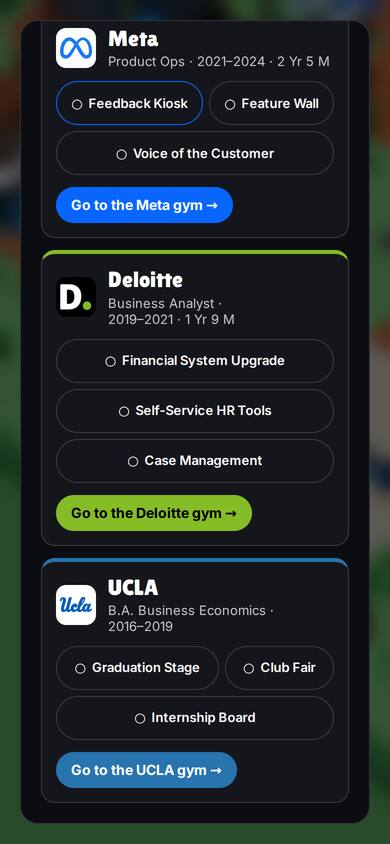 Meta
Product Ops · 2021–2024 · 2 Yr 5 M
Feedback Kiosk
Feature Wall
Voice of the Customer
Go to the Meta gym →
D.
Deloitte
Business Analyst ·
2019–2021 · 1 Yr 9 M
Financial System Upgrade
Self-Service HR Tools
Case Management
Go to the Deloitte gym →
Ucla
UCLA
B.A. Business Economics ·
2016–2019
Graduation Stage
Club Fair
Internship Board
Go to the UCLA gym →